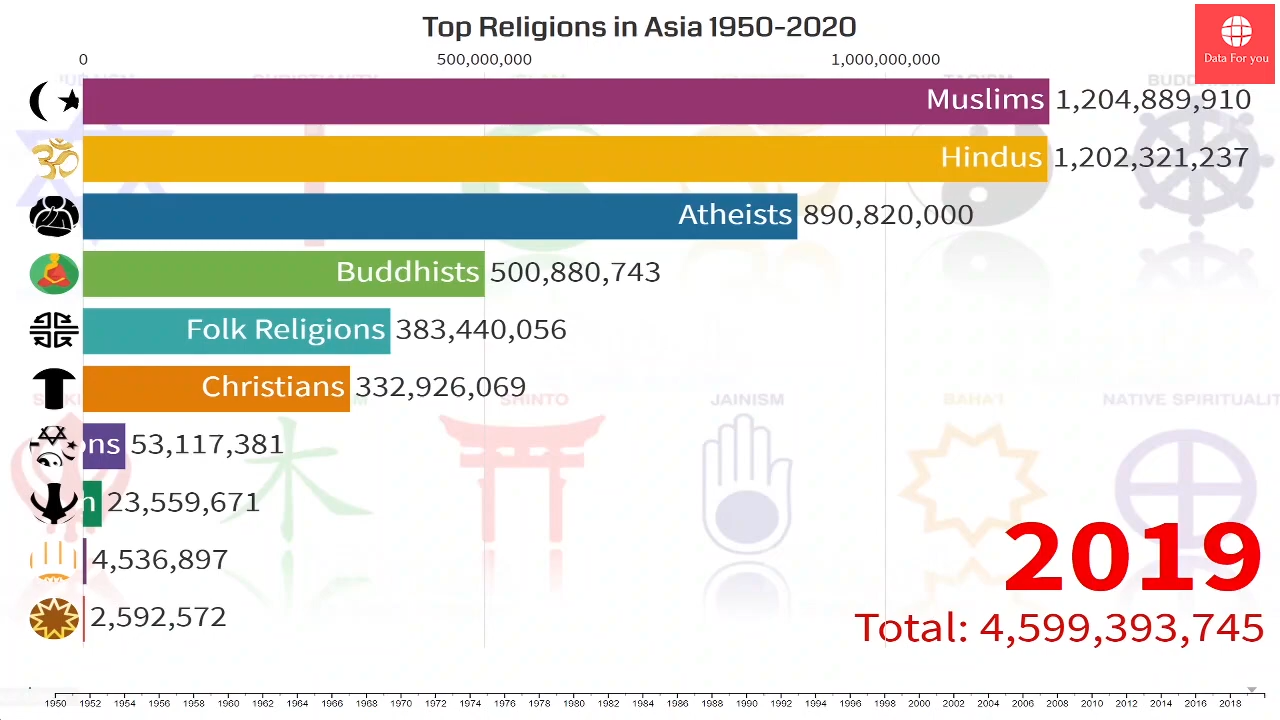 Top Religions in Asia 1950-2020
Data For you
0 500,000,000 1,000,000,000
Muslims 1,204,889,910
Hindus 1,202,321,237
Atheists 890,820,000
Buddhists 500,880,743
Folk Religions 383,440,056
SHINTO JAINISM BAHA'I NATIVE SPIRITUALIT
Christians 332,926,069
ons 53,117,381
n 23,559,671
4,536,897
2,592,572
2019
Total: 4,599,393,745
1950 1952 1954 1956 1958 1960 1962 1964 1966 1968 1970 1972 1974 1976 1978 1980 1982 1984 1986 1988 1990 1992 1994 1996 1998 2000 2002 2004 2006 2008 2010 2012 2014 2016 2018